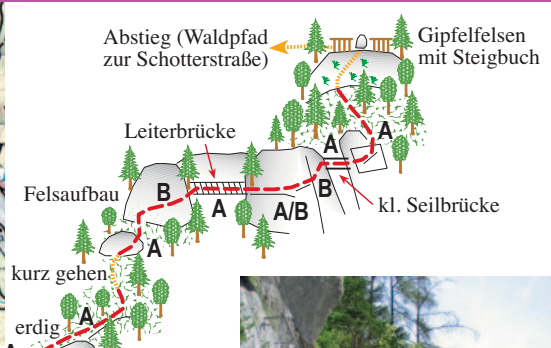 Abstieg (Waldpfad
zur Schotterstraße)
Gipfelfelsen
mit Steigbuch
Leiterbrücke
A
A
Felsaufbau
B
A
A/B
B
kl. Seilbrücke
A
kurz gehen
erdig
A